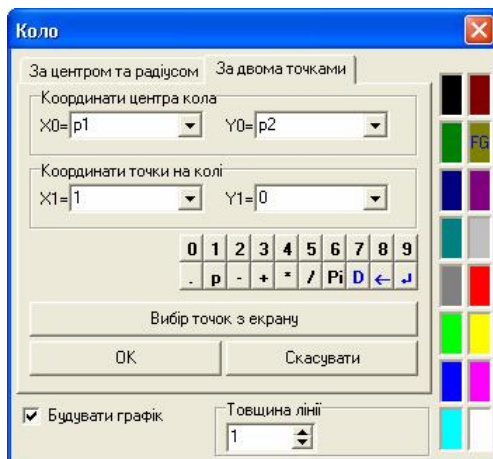 Коло
За центром та радіусом За двома точками
Координати центра кола
X0= p1 Y0= p2
Координати точки на колі
X1= 1 Y1= 0
0 1 2 3 4 5 6 7 8 9
. p - + * / Pi D ← ↲
FG
Вибір точок з екрану
OK Скасувати
Будувати графік
Товщина лінії
1